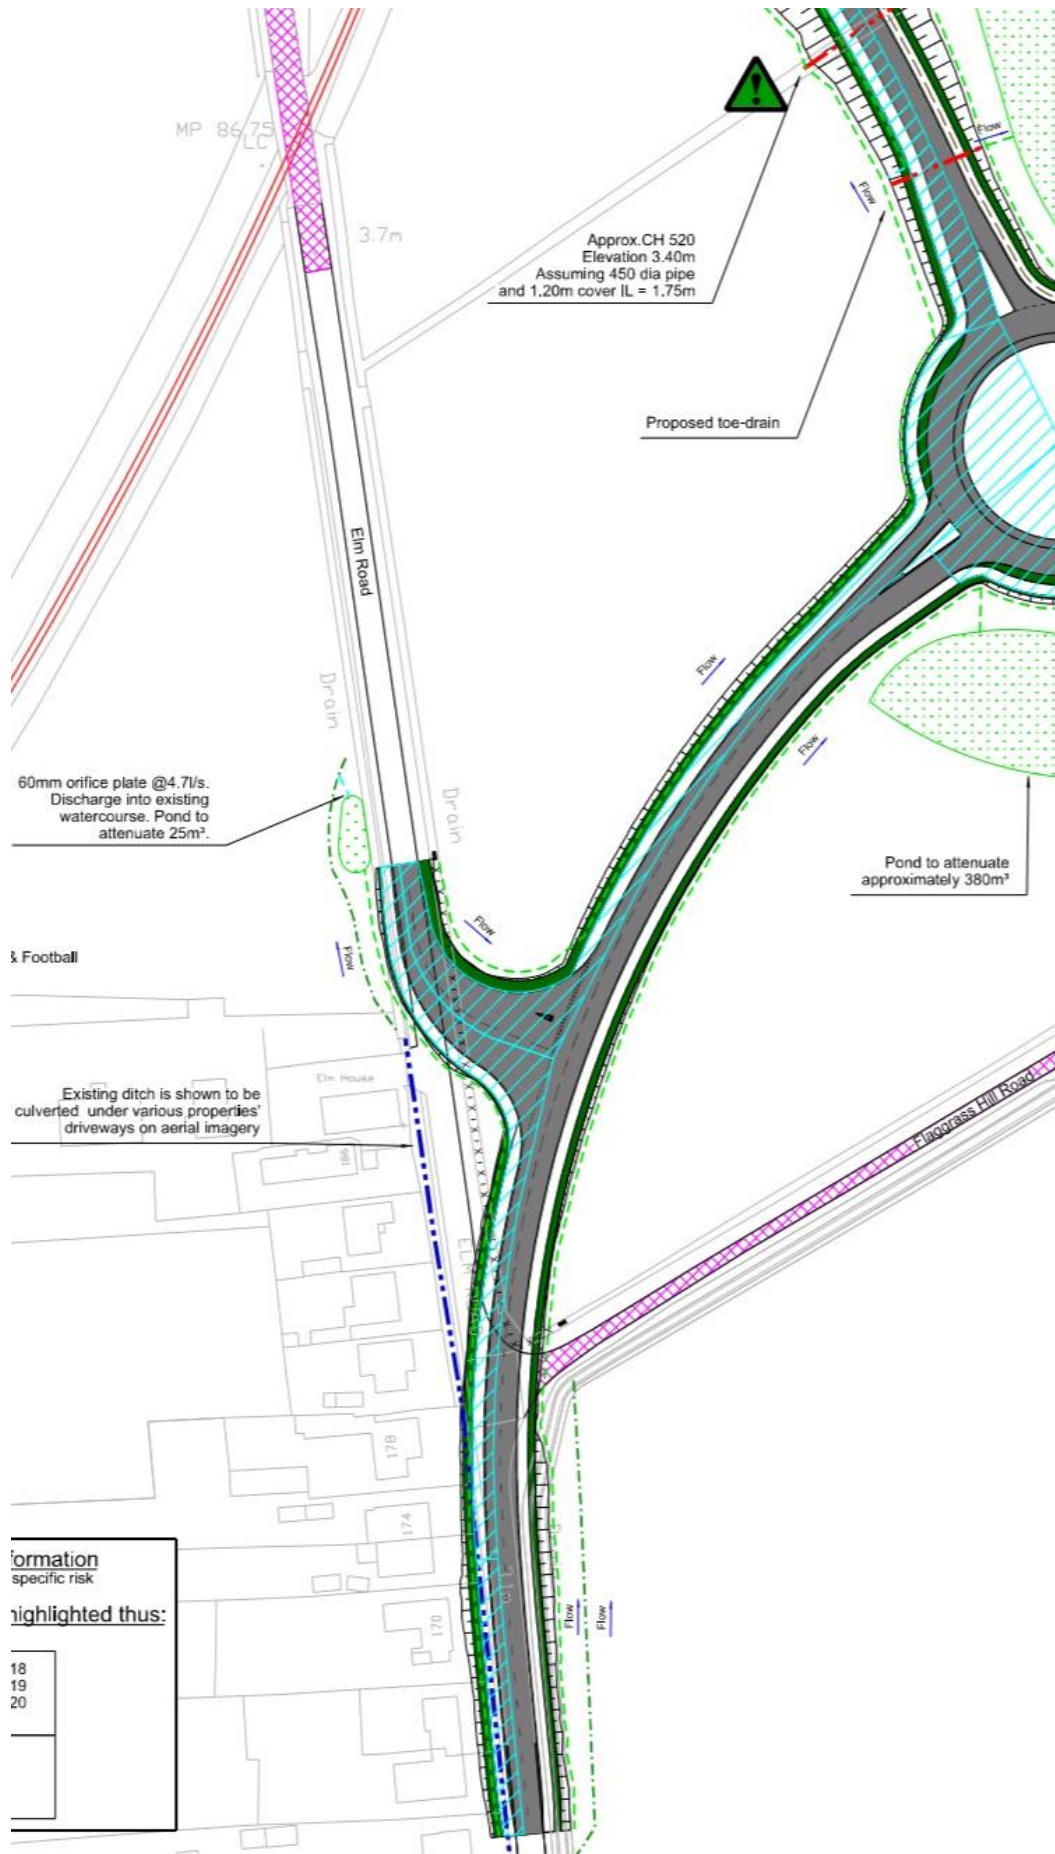 MP 86.75
LC
3.7m
Flow
Flow
Approx.CH 520
Elevation 3.40m
Assuming 450 dia pipe
and 1.20m cover IL = 1.75m
Proposed toe-drain
Elm Road
Drain
Flow
Flow
60mm orifice plate @4.7l/s.
Discharge into existing
watercourse. Pond to
attenuate 25m³.
Drain
Pond to attenuate
approximately 380m³
Flow
Flow
& Football
Elm House
Existing ditch is shown to be
culverted under various properties'
driveways on aerial imagery
186
Flaggrass Hill Road
178
174
3.1m
170
Flow
Flow
formation
specific risk
highlighted thus:
18
19
20